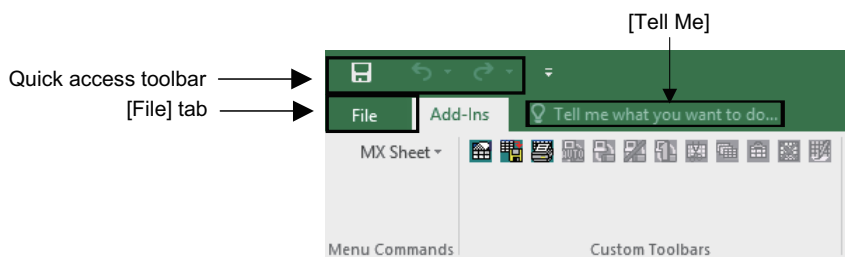 [Tell Me]
Quick access toolbar
[File] tab
File Add-Ins Tell me what you want to do...
MX Sheet
Menu Commands Custom Toolbars